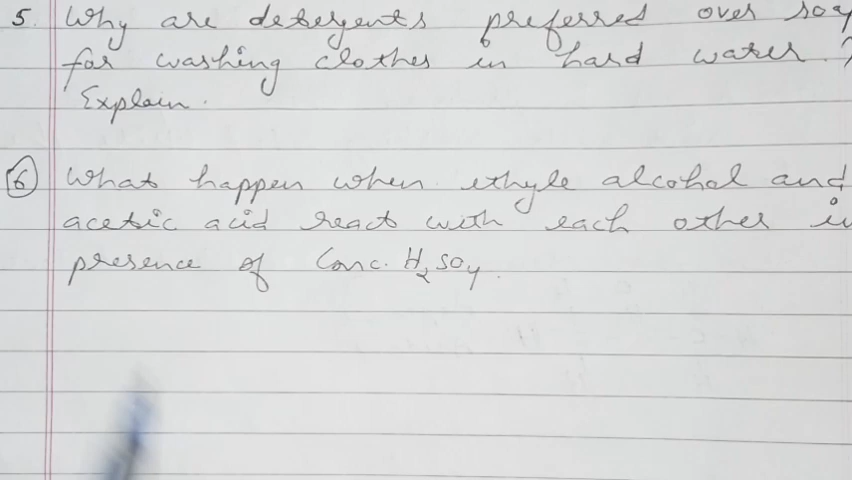 5. Why are detergents preferred over soap
for washing clothes in hard water.?
Explain.
6 What happen when ethyle alcohol and
acetic acid react with each other in
presence of Conc. H₂SO₄.